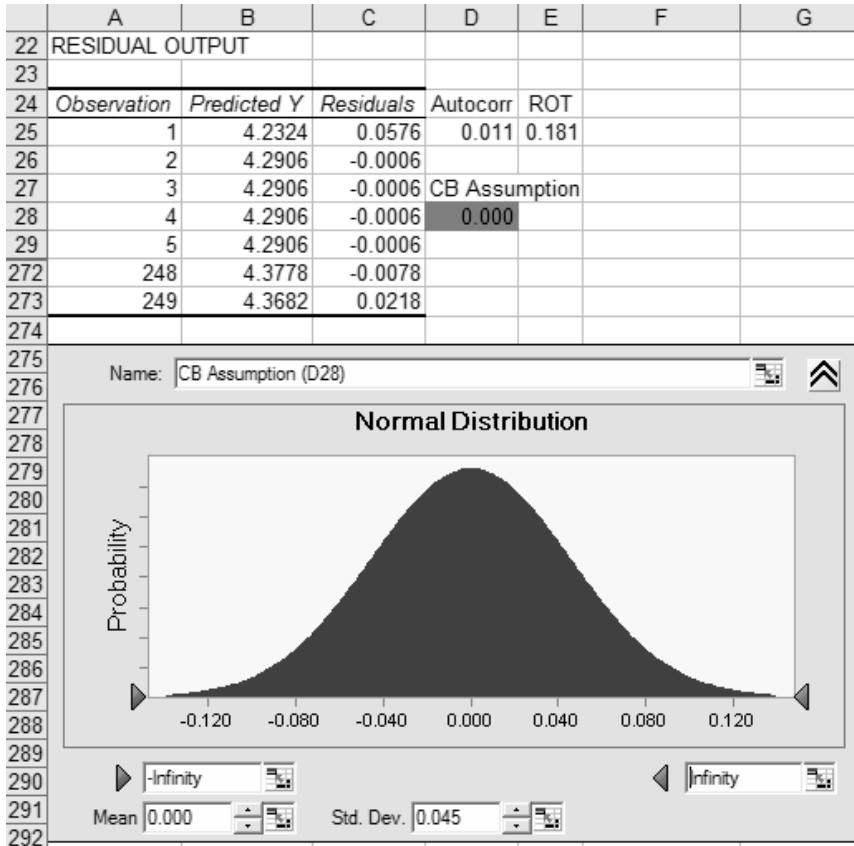 A B C D E F G
22 RESIDUAL OUTPUT
23
24 Observation Predicted Y Residuals Autocorr ROT
25 1 4.2324 0.0576 0.011 0.181
26 2 4.2906 -0.0006
27 3 4.2906 -0.0006 CB Assumption
28 4 4.2906 -0.0006 0.000
29 5 4.2906 -0.0006
272 248 4.3778 -0.0078
273 249 4.3682 0.0218
274
275
Name: CB Assumption (D28)
276
277
Normal Distribution
278
279
280
281
282
283
284
285
286
287
Probability
288
-0.120 -0.080 -0.040 0.000 0.040 0.080 0.120
289
290
-Infinity Infinity
291
Mean 0.000 Std. Dev. 0.045
292